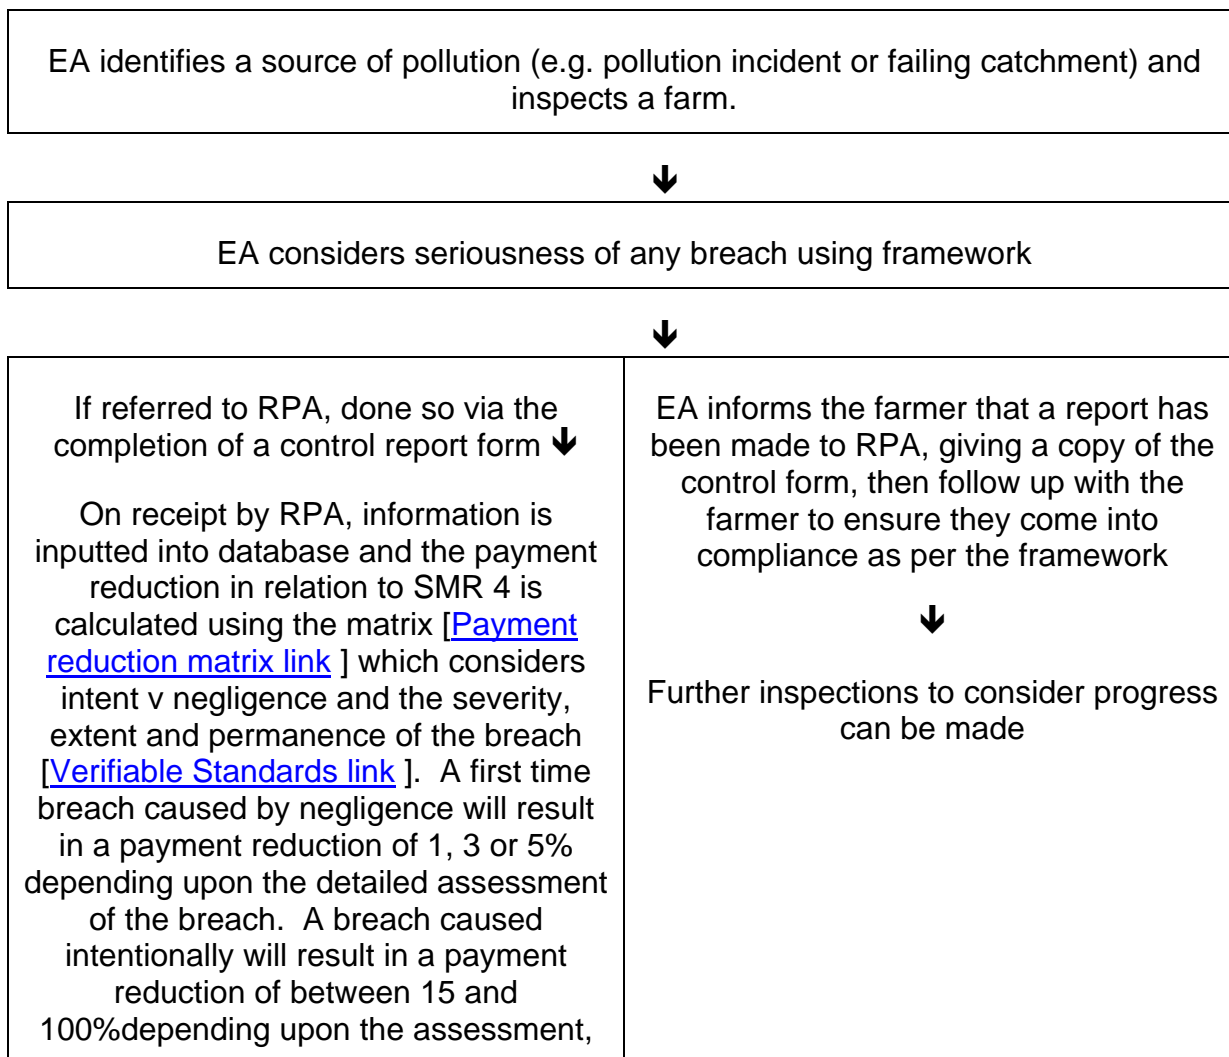 EA identifies a source of pollution (e.g. pollution incident or failing catchment) and
inspects a farm.
🡻
EA considers seriousness of any breach using framework
🡻
If referred to RPA, done so via the
completion of a control report form 🡻
On receipt by RPA, information is
inputted into database and the payment
reduction in relation to SMR 4 is
calculated using the matrix [Payment
reduction matrix link ] which considers
intent v negligence and the severity,
extent and permanence of the breach
[Verifiable Standards link ].  A first time
breach caused by negligence will result
in a payment reduction of 1, 3 or 5%
depending upon the detailed assessment
of the breach.  A breach caused
intentionally will result in a payment
reduction of between 15 and
100%depending upon the assessment,
EA informs the farmer that a report has
been made to RPA, giving a copy of the
control form, then follow up with the
farmer to ensure they come into
compliance as per the framework
🡻
Further inspections to consider progress
can be made